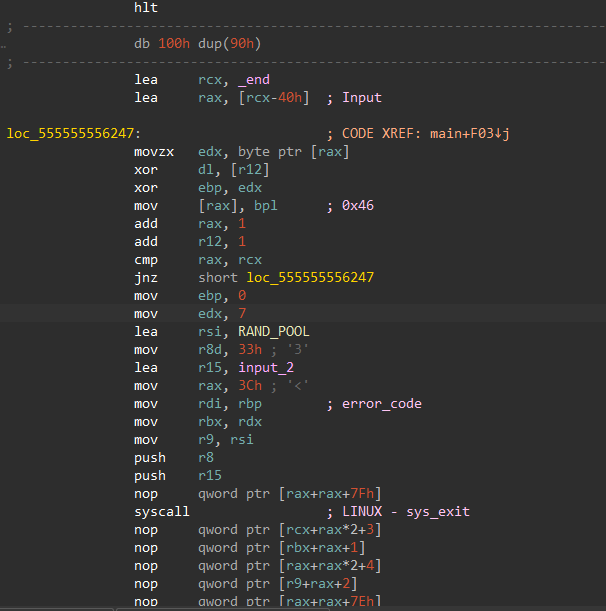 hlt
; ---------------------------------------------------------------------------
db 100h dup(90h)
; ---------------------------------------------------------------------------
lea rcx, _end
lea rax, [rcx-40h] ; Input
loc_555555556247: ; CODE XREF: main+F03↓j
movzx edx, byte ptr [rax]
xor dl, [r12]
xor ebp, edx
mov [rax], bpl ; 0x46
add rax, 1
add r12, 1
cmp rax, rcx
jnz short loc_555555556247
mov ebp, 0
mov edx, 7
lea rsi, RAND_POOL
mov r8d, 33h ; '3'
lea r15, input_2
mov rax, 3Ch ; '<'
mov rdi, rbp ; error_code
mov rbx, rdx
mov r9, rsi
push r8
push r15
nop qword ptr [rax+rax+7Fh]
syscall ; LINUX - sys_exit
nop qword ptr [rcx+rax*2+3]
nop qword ptr [rbx+rax+1]
nop qword ptr [rax+rax*2+4]
nop qword ptr [r9+rax+2]
nop qword ptr [rax+rax+7Eh]